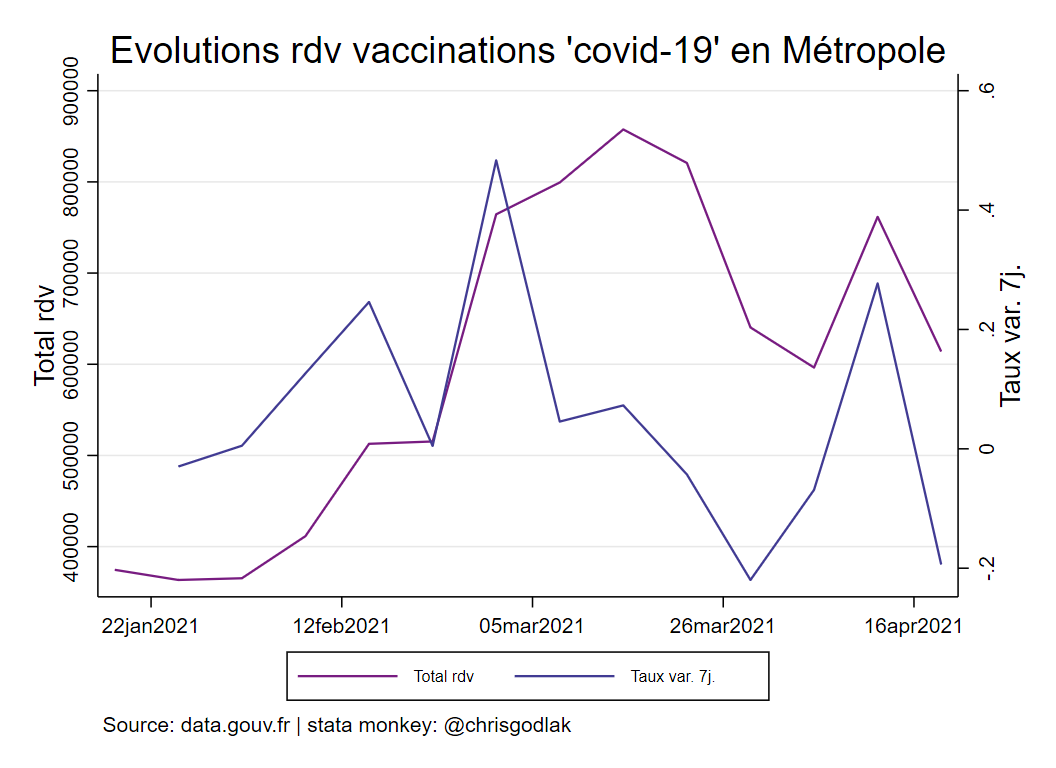 Evolutions rdv vaccinations 'covid-19' en Métropole
Total rdv
900000
800000
700000
600000
500000
400000
.6
.4
.2
0
-.2
Taux var. 7j.
22jan2021 12feb2021 05mar2021 26mar2021 16apr2021
Total rdv Taux var. 7j.
Source: data.gouv.fr | stata monkey: @chrisgodlak